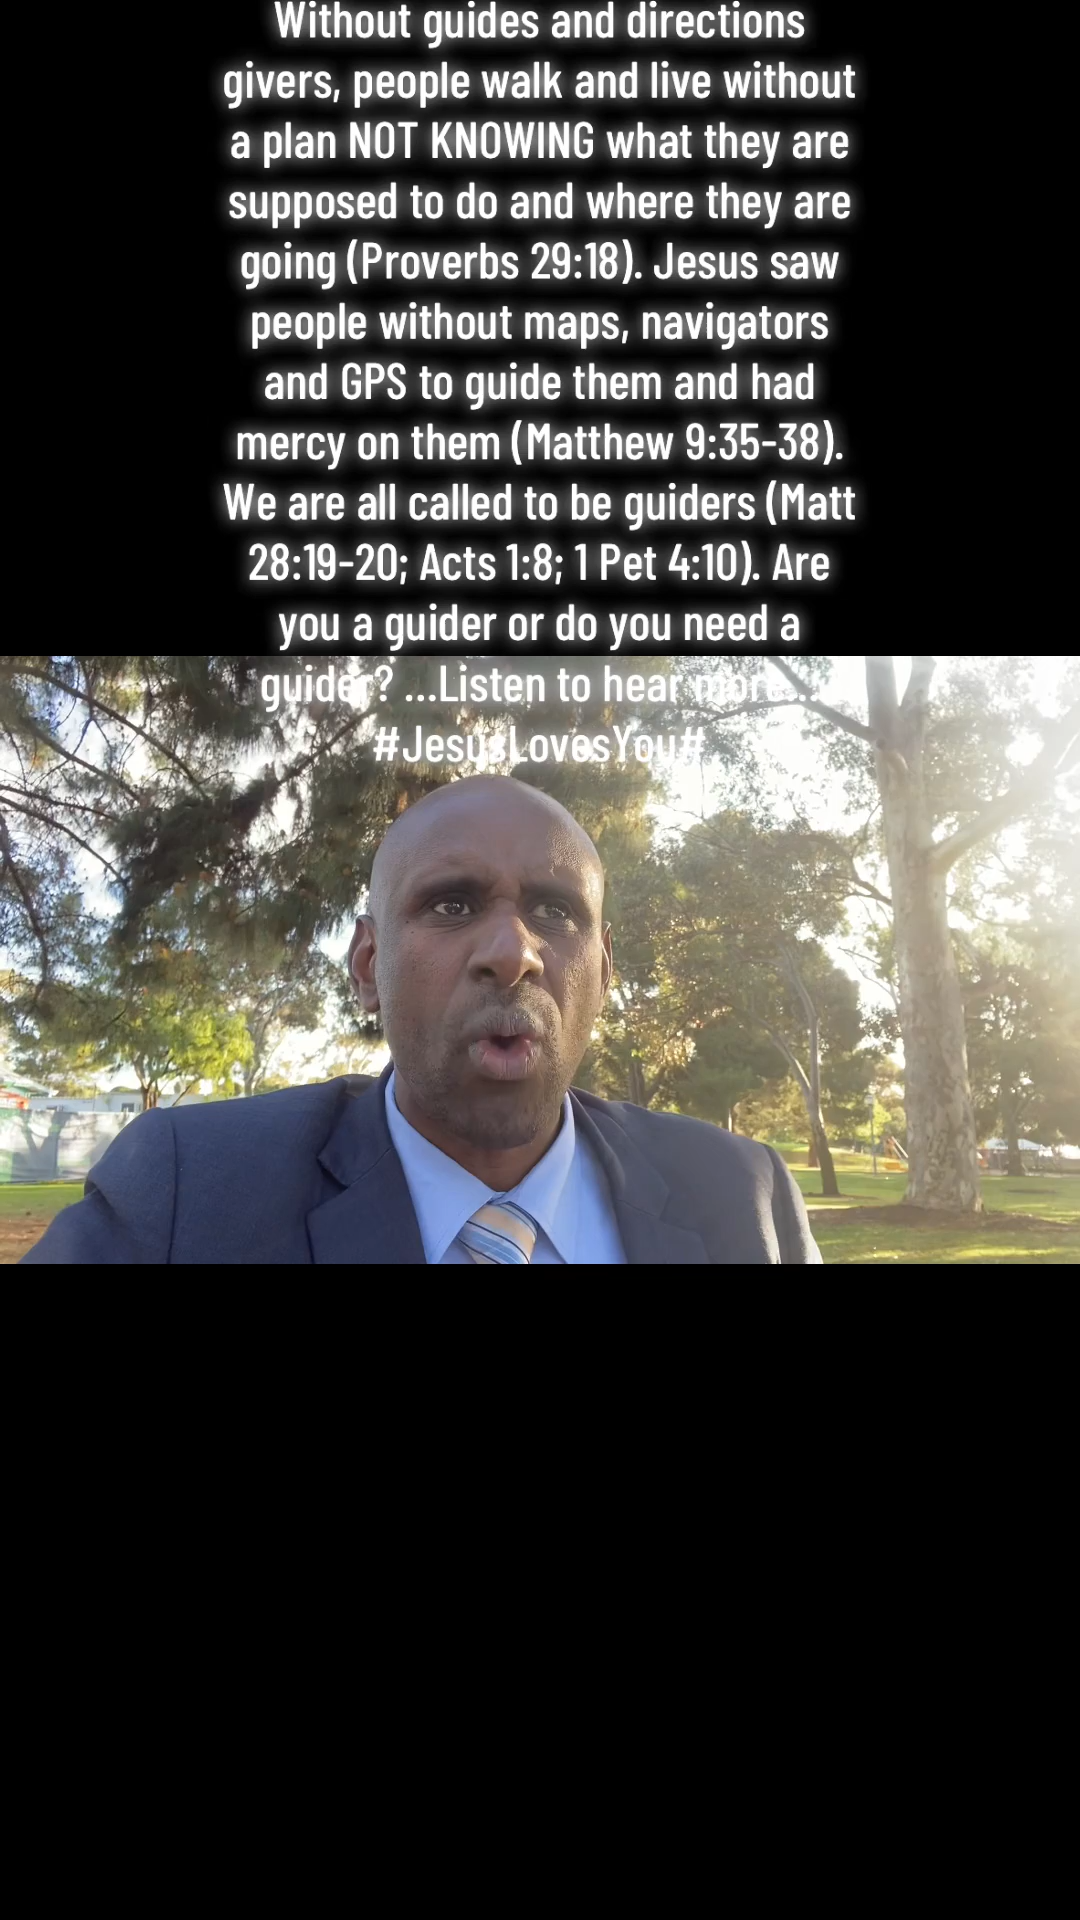 Without guides and directions
givers, people walk and live without
a plan NOT KNOWING what they are
supposed to do and where they are
going (Proverbs 29:18). Jesus saw
people without maps, navigators
and GPS to guide them and had
mercy on them (Matthew 9:35-38).
We are all called to be guiders (Matt
28:19-20; Acts 1:8; 1 Pet 4:10). Are
you a guider or do you need a
guider? ...Listen to hear more...
#JesusLovesYou#